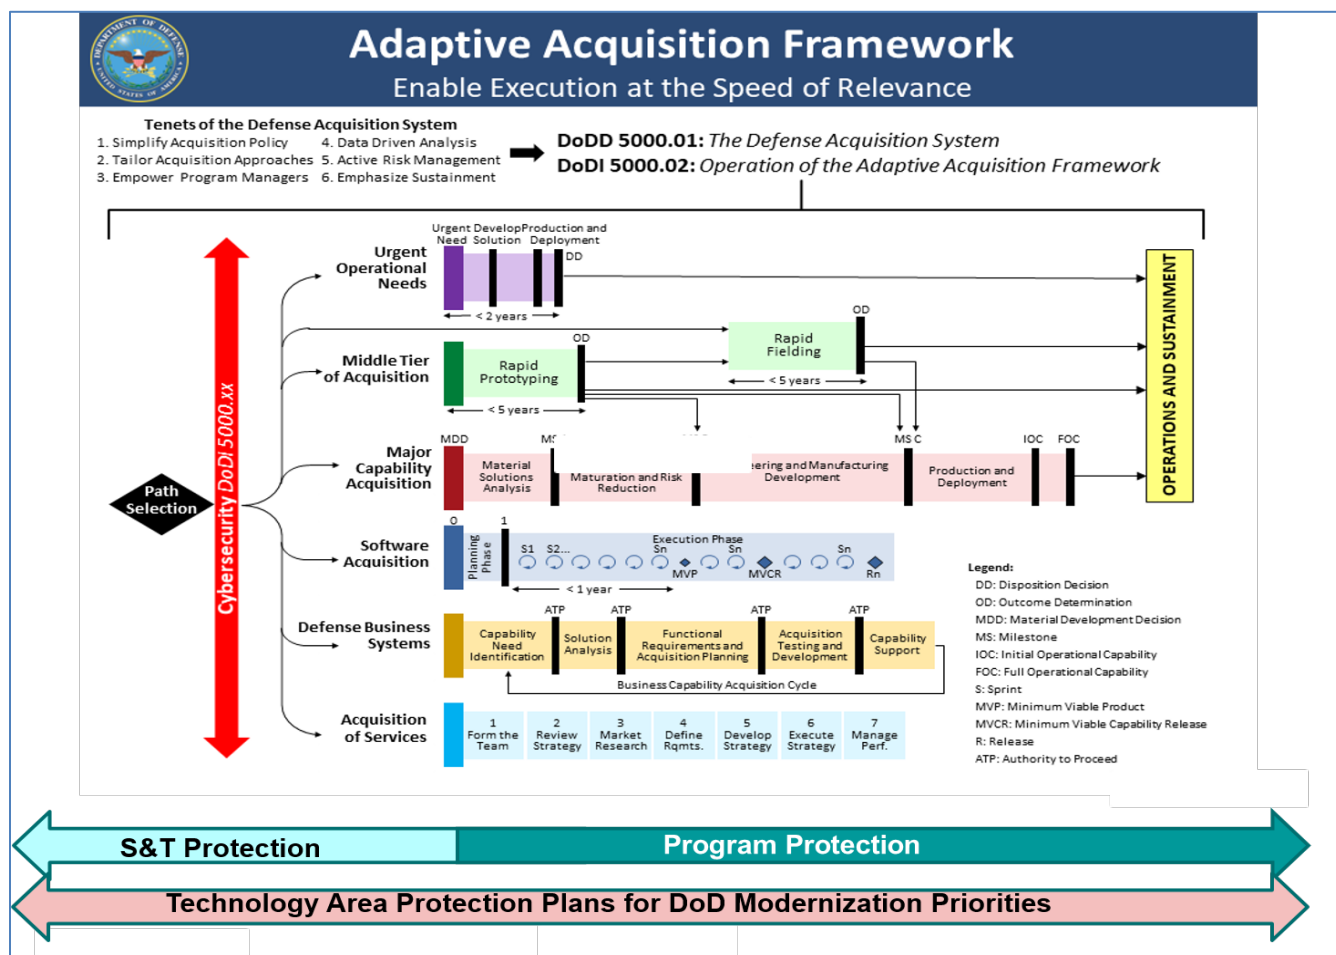 DEPARTMENT OF DEFENSE
UNITED STATES OF AMERICA
Adaptive Acquisition Framework
Enable Execution at the Speed of Relevance
Tenets of the Defense Acquisition System
1. Simplify Acquisition Policy
2. Tailor Acquisition Approaches
3. Empower Program Managers
4. Data Driven Analysis
5. Active Risk Management
6. Emphasize Sustainment
DoDD 5000.01: The Defense Acquisition System
DoDI 5000.02: Operation of the Adaptive Acquisition Framework
Path
Selection
Cybersecurity DoDI 5000.xx
Urgent
Operational
Needs
Urgent
Need
Develop
Solution
Production and
Deployment
DD
< 2 years
Middle Tier
of Acquisition
Rapid
Prototyping
OD
< 5 years
Rapid
Fielding
OD
< 5 years
Major
Capability
Acquisition
MDD
Material
Solutions
Analysis
Maturation and Risk
Reduction
ering and Manufacturing
Development
MS C
Production and
Deployment
IOC
FOC
OPERATIONS AND SUSTAINMENT
Software
Acquisition
0
Planning
Phase
1
Execution Phase
S1
S2...
Sn
Sn
Sn
MVP
MVCR
Rn
< 1 year
Defense Business
Systems
ATP
ATP
ATP
ATP
Capability
Need
Identification
Solution
Analysis
Functional
Requirements and
Acquisition Planning
Acquisition
Testing and
Development
Capability
Support
Business Capability Acquisition Cycle
Acquisition
of Services
1
Form the
Team
2
Review
Strategy
3
Market
Research
4
Define
Rqmts.
5
Develop
Strategy
6
Execute
Strategy
7
Manage
Perf.
Legend:
DD: Disposition Decision
OD: Outcome Determination
MDD: Material Development Decision
MS: Milestone
IOC: Initial Operational Capability
FOC: Full Operational Capability
S: Sprint
MVP: Minimum Viable Product
MVCR: Minimum Viable Capability Release
R: Release
ATP: Authority to Proceed
S&T Protection
Program Protection
Technology Area Protection Plans for DoD Modernization Priorities